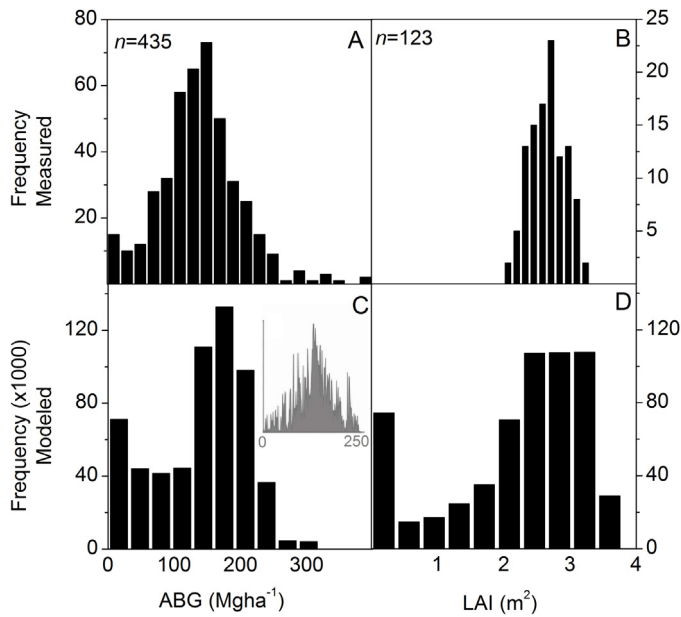 80
60
40
20
n=435
A
n=123
B
25
20
15
10
5
Frequency
Measured
120
80
40
0
C
0
250
D
120
80
40
0
Frequency (x1000)
Modeled
0
100
200
300
1
2
3
4
ABG (Mgha⁻¹)
LAI (m²)